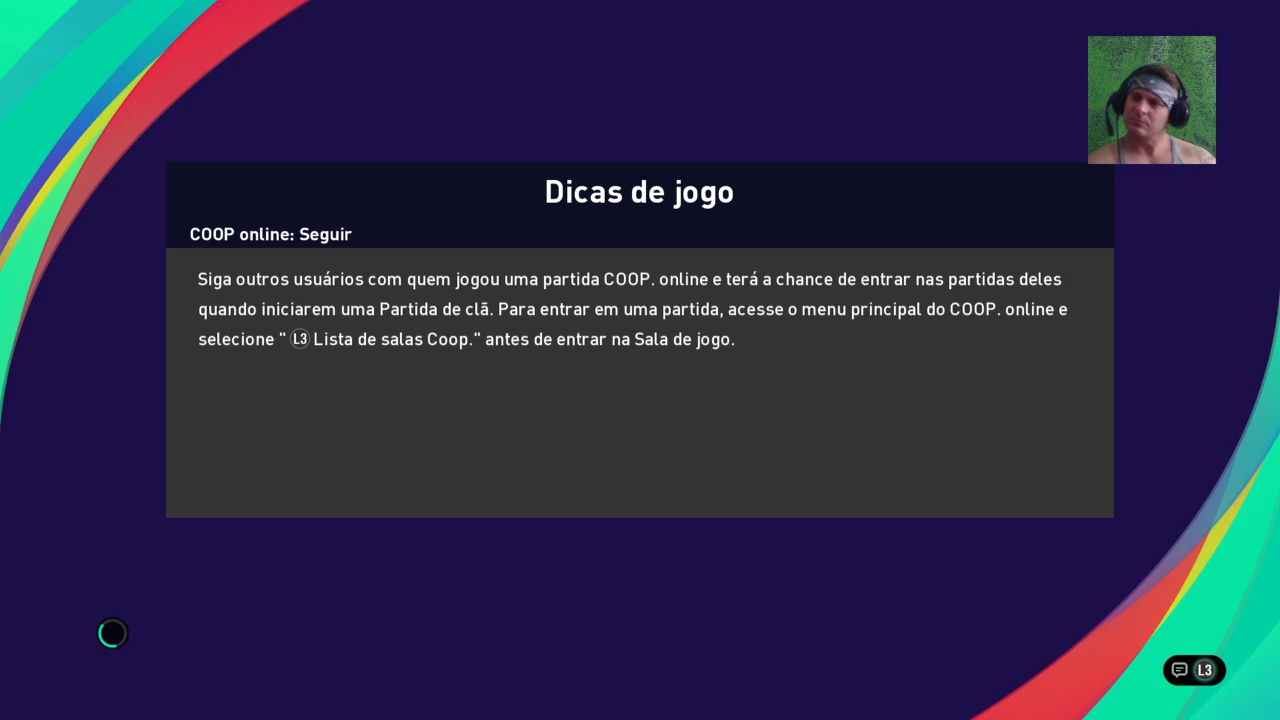 Dicas de jogo
COOP online: Seguir
Siga outros usuários com quem jogou uma partida COOP. online e terá a chance de entrar nas partidas deles
quando iniciarem uma Partida de clã. Para entrar em uma partida, acesse o menu principal do COOP. online e
selecione " L3 Lista de salas Coop." antes de entrar na Sala de jogo.
L3